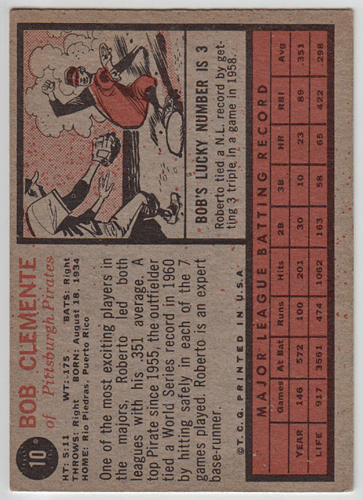 10
BOB CLEMENTE
of Pittsburgh Pirates
HT: 5:11 WT: 175 BATS: Right
THROWS: Right BORN: August 18, 1934
HOME: Rio Piedras, Puerto Rico
One of the most exciting players in
the majors, Roberto led both
leagues with his .351 average. A
top Pirate since 1955, the outfielder
tied a World Series record in 1960
by hitting safely in each of the 7
games played. Roberto is an expert
base-runner.
BOB'S LUCKY NUMBER IS 3
Roberto tied a N.L. record by get-
ting 3 triple in a game in 1958.
© T.C.G. PRINTED IN U.S.A.
MAJOR LEAGUE BATTING RECORD
Games At Bat Runs Hits 2B 3B HR RBI Avg
YEAR 146 572 100 201 30 10 23 89 .351
LIFE 917 3561 474 1062 163 58 65 422 .298